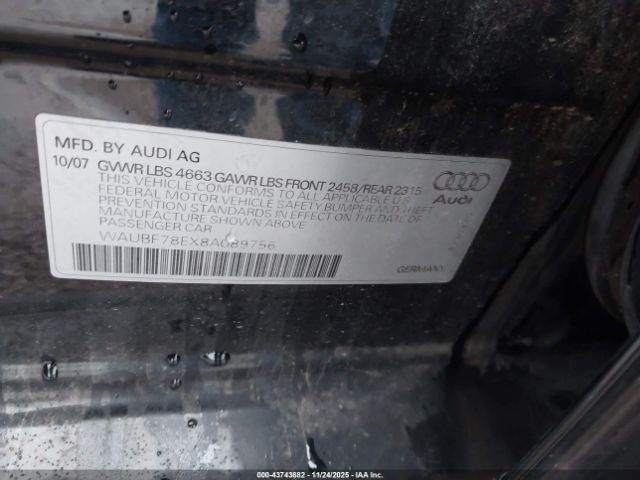 MFD. BY AUDI AG
10/07 GVWR LBS 4663 GAWR LBS FRONT 2458/REAR 2315
THIS VEHICLE CONFORMS TO ALL APPLICABLE U.S.
FEDERAL MOTOR VEHICLE SAFETY, BUMPER AND THEFT
PREVENTION STANDARDS IN EFFECT ON THE DATE OF
MANUFACTURE SHOWN ABOVE
PASSENGER CAR
WAUBF78EX8A089756
Audi
GERMANY
000-43743882 - 11/24/2025 - IAA Inc.